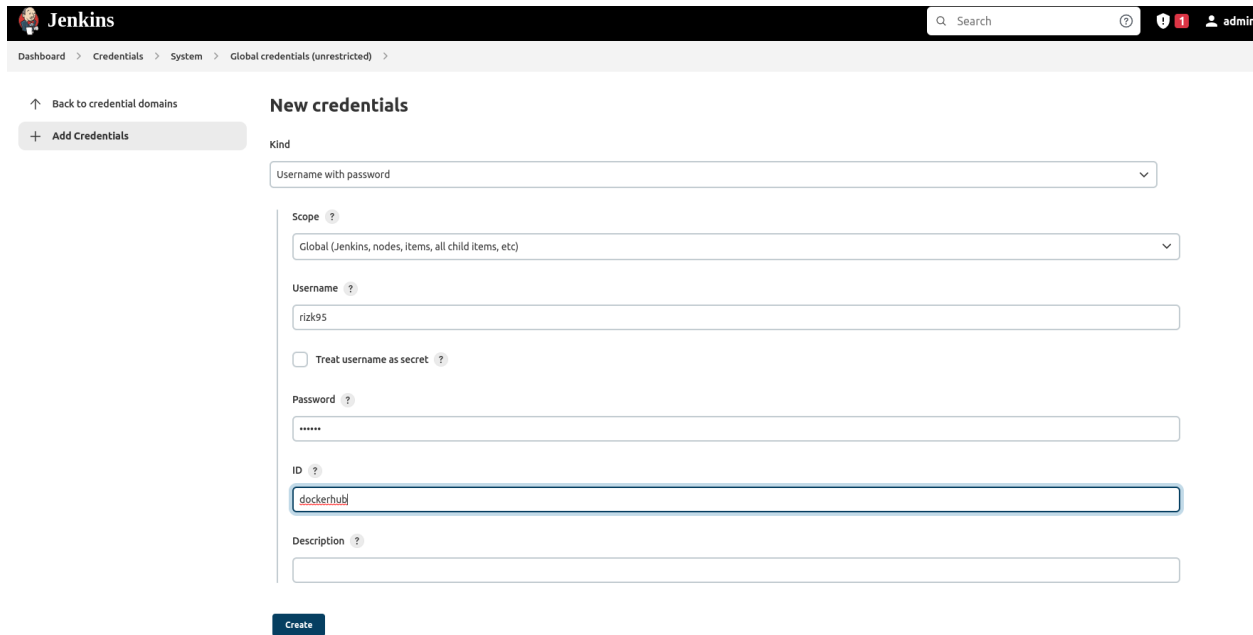 Jenkins
Search
1
admin
Dashboard > Credentials > System > Global credentials (unrestricted) >
Back to credential domains
Add Credentials
New credentials
Kind
Username with password
Scope ?
Global (Jenkins, nodes, items, all child items, etc)
Username ?
rizk95
Treat username as secret ?
Password ?
••••••
ID ?
dockerhub
Description ?
Create